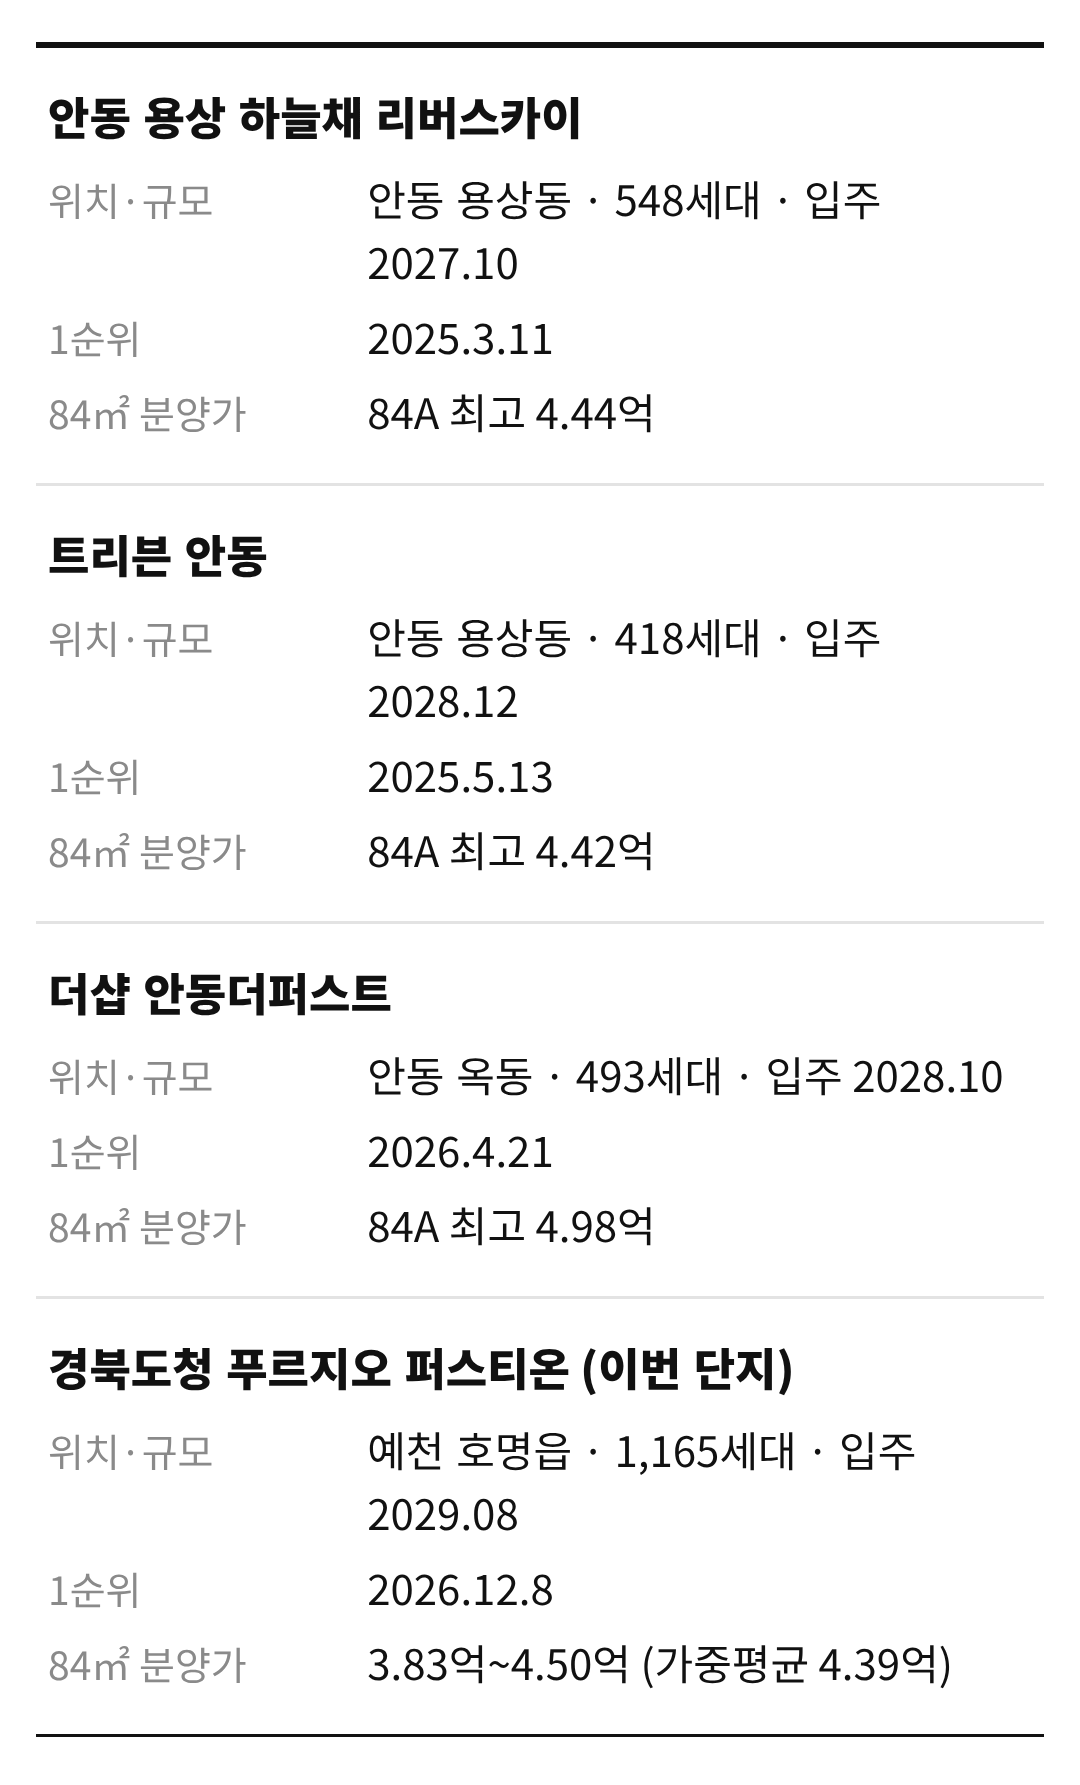 안동 용상 하늘채 리버스카이
위치·규모 안동 용상동 · 548세대 · 입주
2027.10
1순위 2025.3.11
84㎡ 분양가 84A 최고 4.44억
트리븐 안동
위치·규모 안동 용상동 · 418세대 · 입주
2028.12
1순위 2025.5.13
84㎡ 분양가 84A 최고 4.42억
더샵 안동더퍼스트
위치·규모 안동 옥동 · 493세대 · 입주 2028.10
1순위 2026.4.21
84㎡ 분양가 84A 최고 4.98억
경북도청 푸르지오 퍼스티온 (이번 단지)
위치·규모 예천 호명읍 · 1,165세대 · 입주
2029.08
1순위 2026.12.8
84㎡ 분양가 3.83억~4.50억 (가중평균 4.39억)